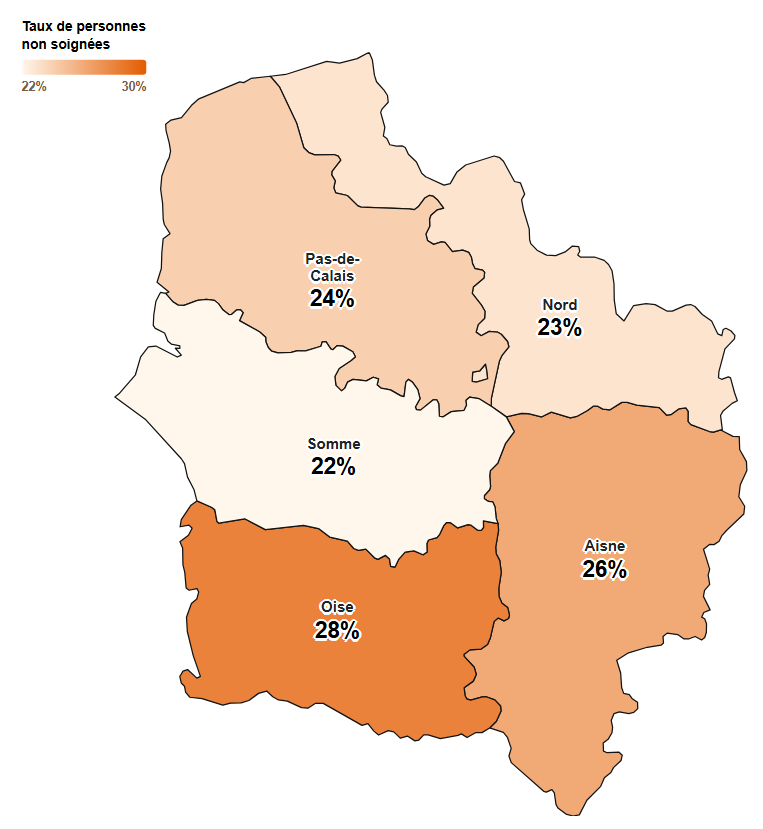 Taux de personnes
non soignées
22% 30%
Pas-de-
Calais
24%
Nord
23%
Somme
22%
Aisne
26%
Oise
28%